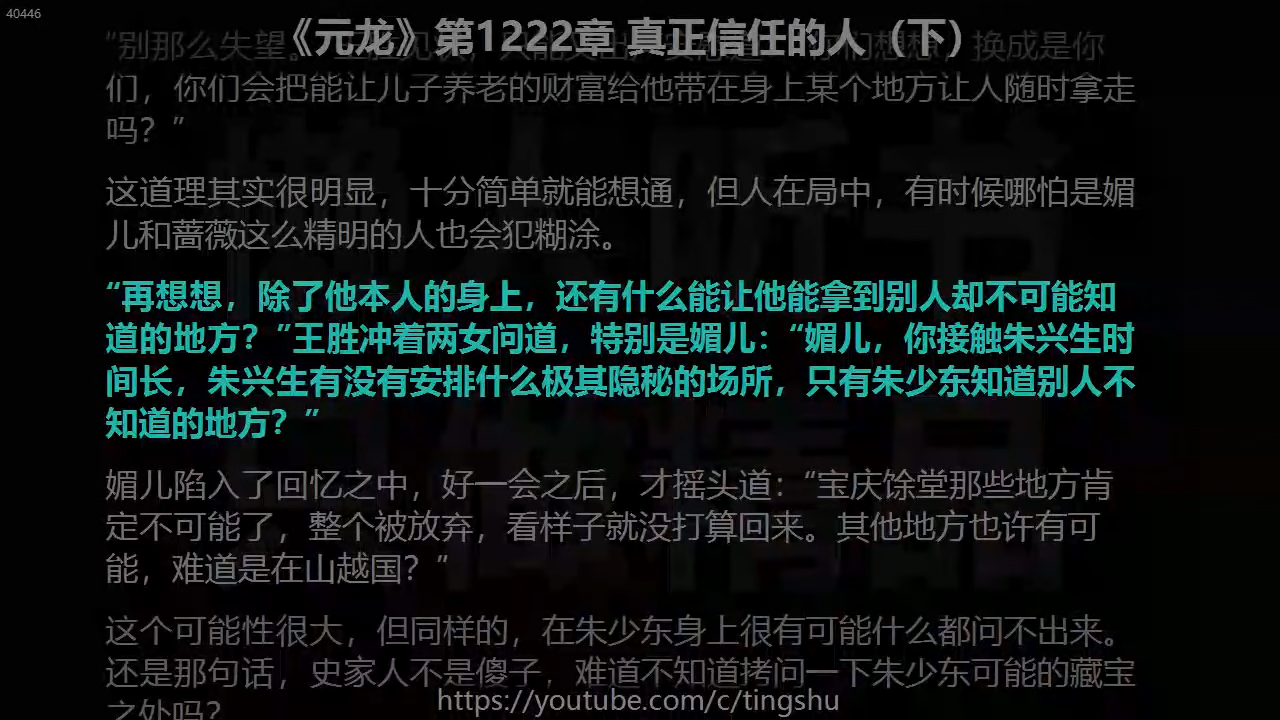 40446
《元龙》第1222章 真正信任的人（下）
“别那么失望。”
们想想，换成是你
们，你们会把能让儿子养老的财富给他带在身上某个地方让人随时拿走
吗？”
这道理其实很明显，十分简单就能想通，但人在局中，有时候哪怕是媚
儿和蔷薇这么精明的人也会犯糊涂。
“再想想，除了他本人的身上，还有什么能让他能拿到别人却不可能知
道的地方？”王胜冲着两女问道，特别是媚儿：“媚儿，你接触朱兴生时
间长，朱兴生有没有安排什么极其隐秘的场所，只有朱少东知道别人不
知道的地方？”
媚儿陷入了回忆之中，好一会之后，才摇头道：“宝庆馀堂那些地方肯
定不可能了，整个被放弃，看样子就没打算回来。其他地方也许有可
能，难道是在山越国？”
这个可能性很大，但同样的，在朱少东身上很有可能什么都问不出来。
还是那句话，史家人不是傻子，难道不知道拷问一下朱少东可能的藏宝
之处吗？
https://youtube.com/c/tingshu